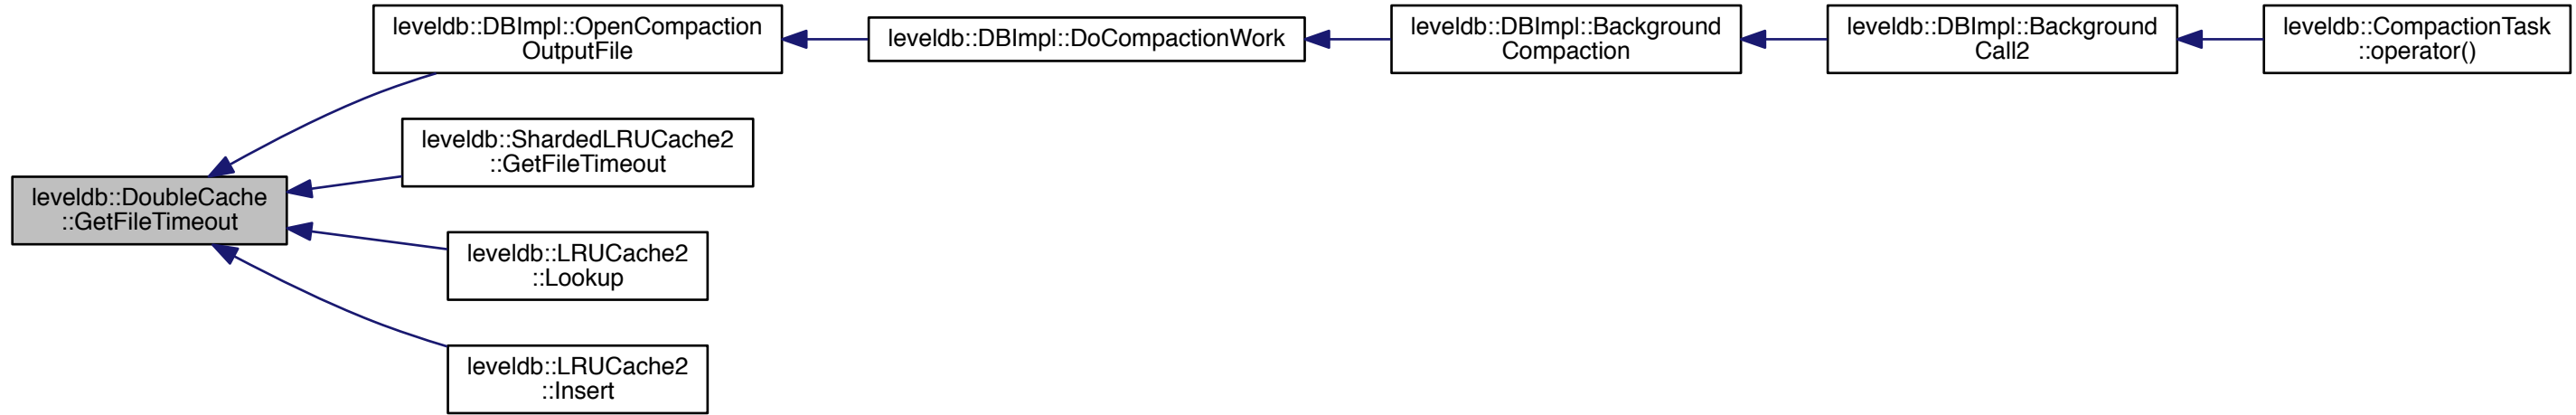 leveldb::DoubleCache
::GetFileTimeout
leveldb::DBImpl::OpenCompaction
OutputFile
leveldb::DBImpl::DoCompactionWork
leveldb::DBImpl::Background
Compaction
leveldb::DBImpl::Background
Call2
leveldb::CompactionTask
::operator()
leveldb::ShardedLRUCache2
::GetFileTimeout
leveldb::LRUCache2
::Lookup
leveldb::LRUCache2
::Insert